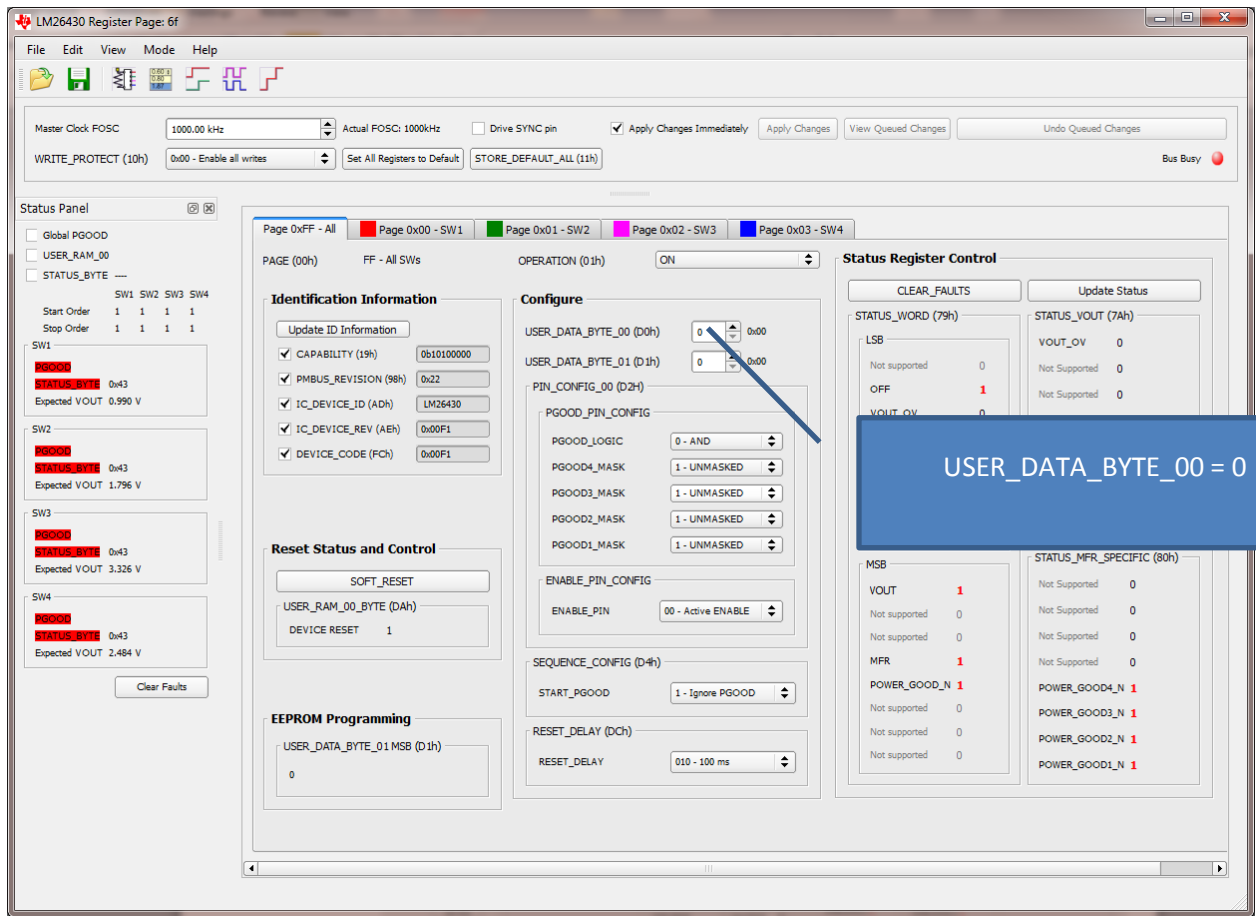 LM26430 Register Page: 6f
File Edit View Mode Help
Master Clock FOSC 1000.00 kHz Actual FOSC: 1000kHz Drive SYNC pin Apply Changes Immediately Apply Changes View Queued Changes Undo Queued Changes
WRITE_PROTECT (10h) 0x00 - Enable all writes Set All Registers to Default STORE_DEFAULT_ALL (11h) Bus Busy
Status Panel
Global PGOOD
USER_RAM_00
STATUS_BYTE ----
SW1 SW2 SW3 SW4
Start Order 1 1 1 1
Stop Order 1 1 1 1
SW1
PGOOD
STATUS_BYTE 0x43
Expected VOUT 0.990 V
SW2
PGOOD
STATUS_BYTE 0x43
Expected VOUT 1.796 V
SW3
PGOOD
STATUS_BYTE 0x43
Expected VOUT 3.326 V
SW4
PGOOD
STATUS_BYTE 0x43
Expected VOUT 2.484 V
Clear Faults
Page 0xFF - All Page 0x00 - SW1 Page 0x01 - SW2 Page 0x02 - SW3 Page 0x03 - SW4
PAGE (00h) FF - All SWs OPERATION (01h) ON
Identification Information
Update ID Information
CAPABILITY (19h) 0b10100000
PMBUS_REVISION (98h) 0x22
IC_DEVICE_ID (ADh) LM26430
IC_DEVICE_REV (AEh) 0x00F1
DEVICE_CODE (FCh) 0x00F1
Reset Status and Control
SOFT_RESET
USER_RAM_00_BYTE (DAh)
DEVICE RESET 1
EEPROM Programming
USER_DATA_BYTE_01 MSB (D1h)
0
Configure
USER_DATA_BYTE_00 (D0h) 0 0x00
USER_DATA_BYTE_01 (D1h) 0 0x00
PIN_CONFIG_00 (D2H)
PGOOD_PIN_CONFIG
PGOOD_LOGIC 0 - AND
PGOOD4_MASK 1 - UNMASKED
PGOOD3_MASK 1 - UNMASKED
PGOOD2_MASK 1 - UNMASKED
PGOOD1_MASK 1 - UNMASKED
ENABLE_PIN_CONFIG
ENABLE_PIN 00 - Active ENABLE
SEQUENCE_CONFIG (D4h)
START_PGOOD 1 - Ignore PGOOD
RESET_DELAY (DCh)
RESET_DELAY 010 - 100 ms
Status Register Control
CLEAR_FAULTS Update Status
STATUS_WORD (79h)
LSB
Not supported 0
OFF 1
VOUT_OV 0
STATUS_VOUT (7Ah)
VOUT_OV 0
Not Supported 0
Not Supported 0
USER_DATA_BYTE_00 = 0
MSB
VOUT 1
Not supported 0
Not supported 0
MFR 1
POWER_GOOD_N 1
Not supported 0
Not supported 0
Not supported 0
STATUS_MFR_SPECIFIC (80h)
Not Supported 0
Not Supported 0
Not Supported 0
Not Supported 0
POWER_GOOD4_N 1
POWER_GOOD3_N 1
POWER_GOOD2_N 1
POWER_GOOD1_N 1